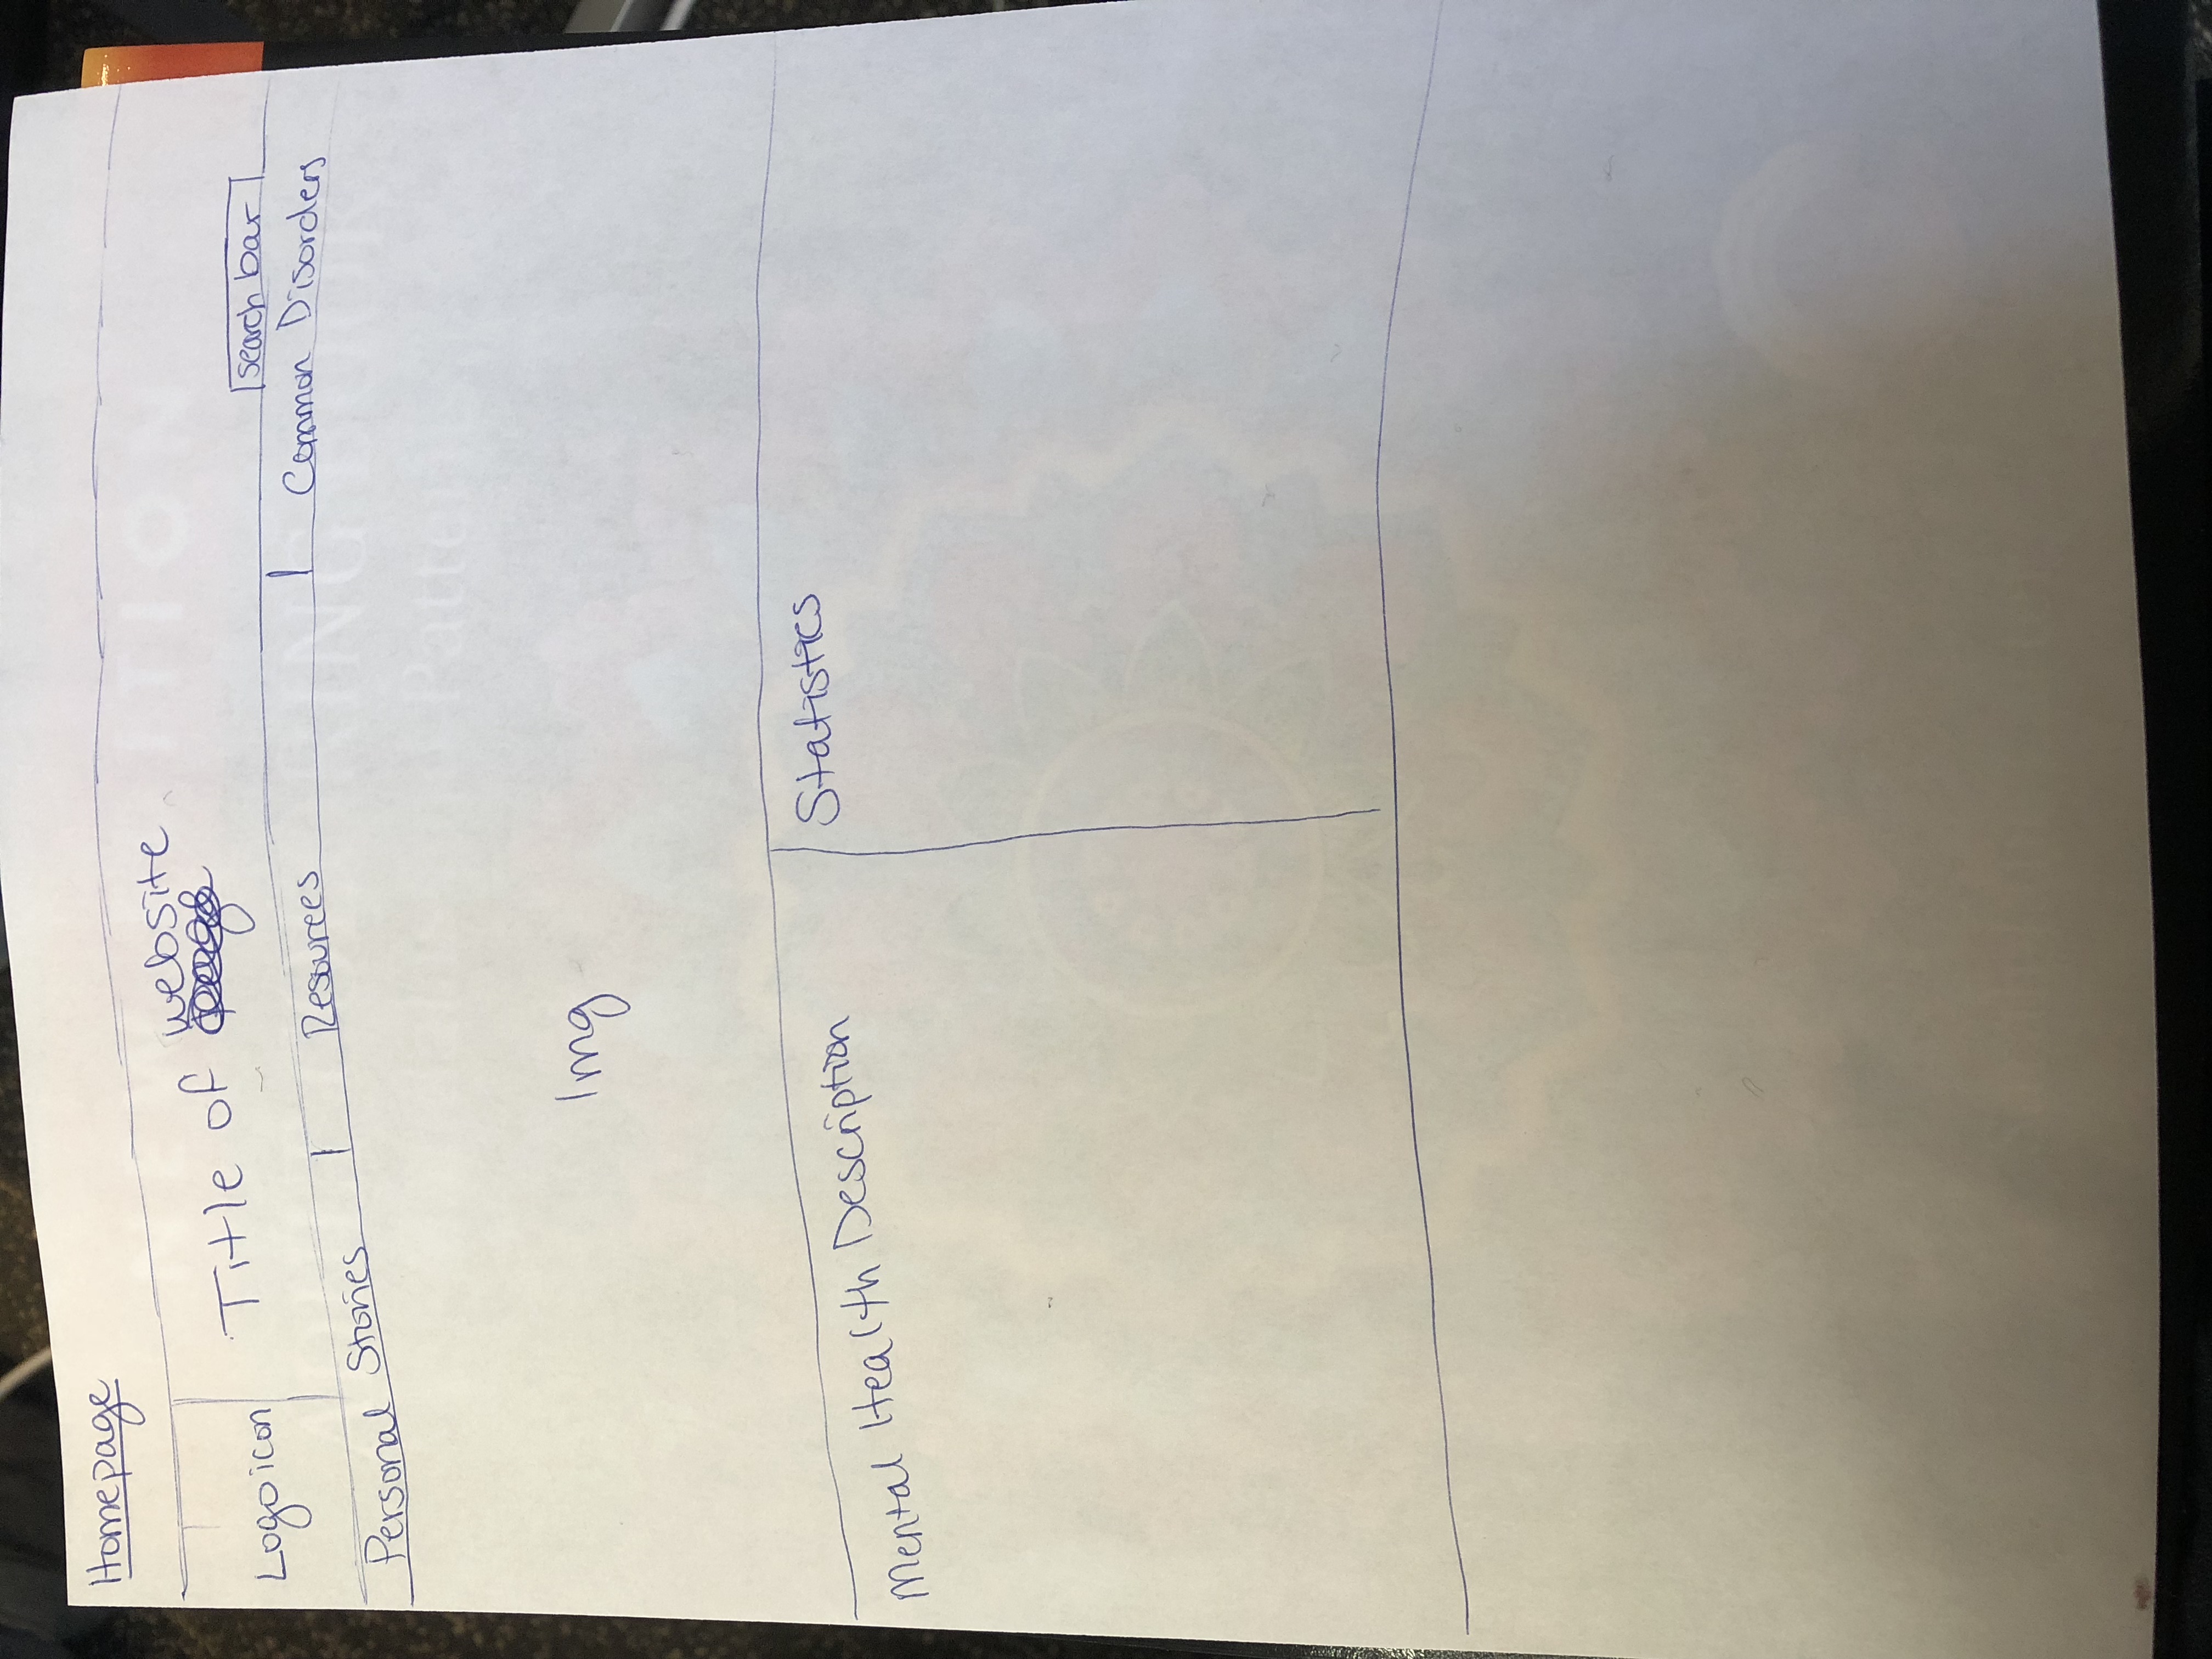 Homepage
website
Title of
Logo icon
search bar
Personal Stories
Resources
Common Disorders
Img
Mental Health Description
Statistics